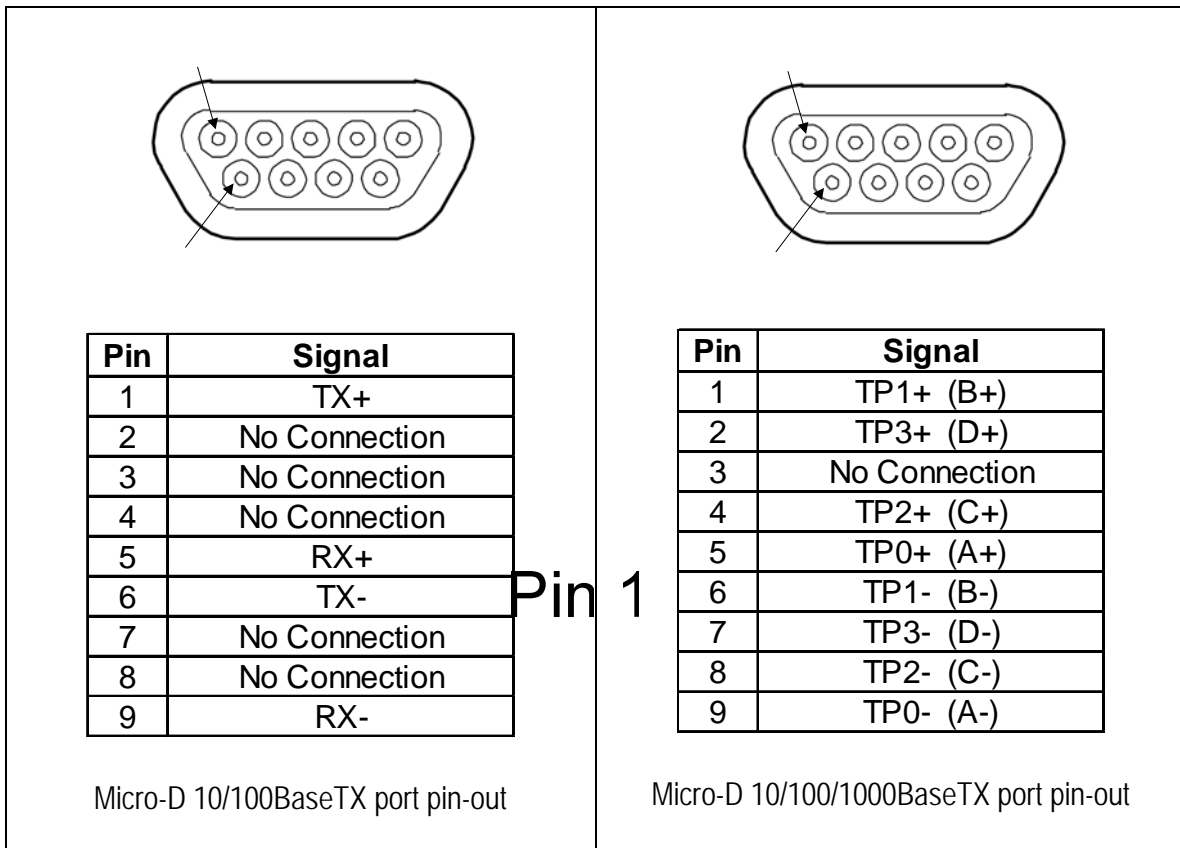 Pin Signal
1 TX+
2 No Connection
3 No Connection
4 No Connection
5 RX+
6 TX-
7 No Connection
8 No Connection
9 RX-
Micro-D 10/100BaseTX port pin-out
Pin 1
Pin Signal
1 TP1+ (B+)
2 TP3+ (D+)
3 No Connection
4 TP2+ (C+)
5 TP0+ (A+)
6 TP1- (B-)
7 TP3- (D-)
8 TP2- (C-)
9 TP0- (A-)
Micro-D 10/100/1000BaseTX port pin-out